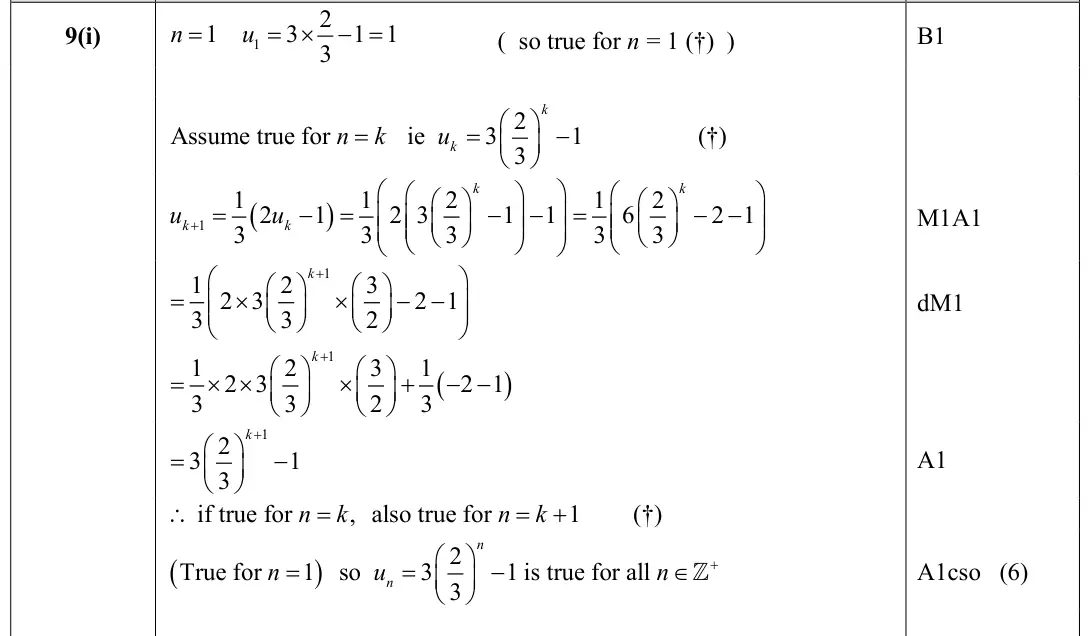 9(i) n = 1 u₁ = 3 × 2/3 − 1 = 1 ( so true for n = 1 (†) ) B1
Assume true for n = k ie uₖ = 3(2/3)ᵏ − 1 (†)
uₖ₊₁ = 1/3(2uₖ − 1) = 1/3(2(3(2/3)ᵏ − 1) − 1) = 1/3(6(2/3)ᵏ − 2 − 1) M1A1
= 1/3(2 × 3(2/3)ᵏ⁺¹ × (3/2) − 2 − 1) dM1
= 1/3 × 2 × 3(2/3)ᵏ⁺¹ × (3/2) + 1/3(−2 − 1)
= 3(2/3)ᵏ⁺¹ − 1 A1
∴ if true for n = k, also true for n = k + 1 (†)
(True for n = 1) so uₙ = 3(2/3)ⁿ − 1 is true for all n ∈ ℤ⁺ A1cso (6)